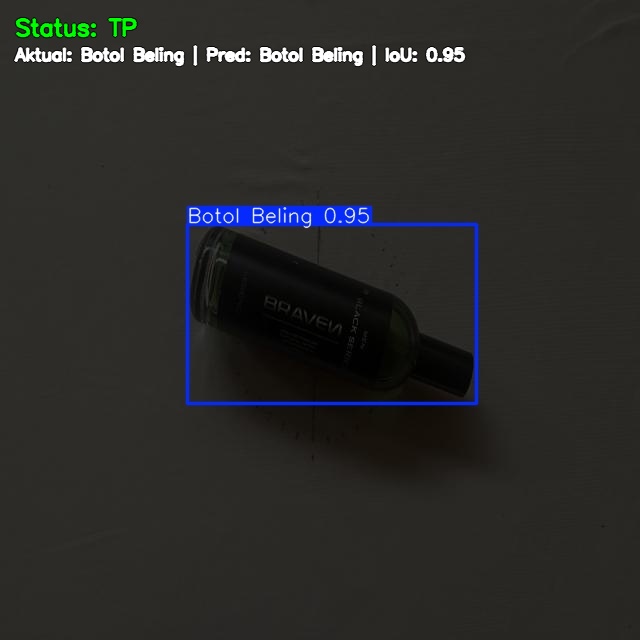 Status: TP
Aktual: Botol Beling | Pred: Botol Beling | IoU: 0.95
Botol Beling 0.95
BRAVEN
BLACK SERIES